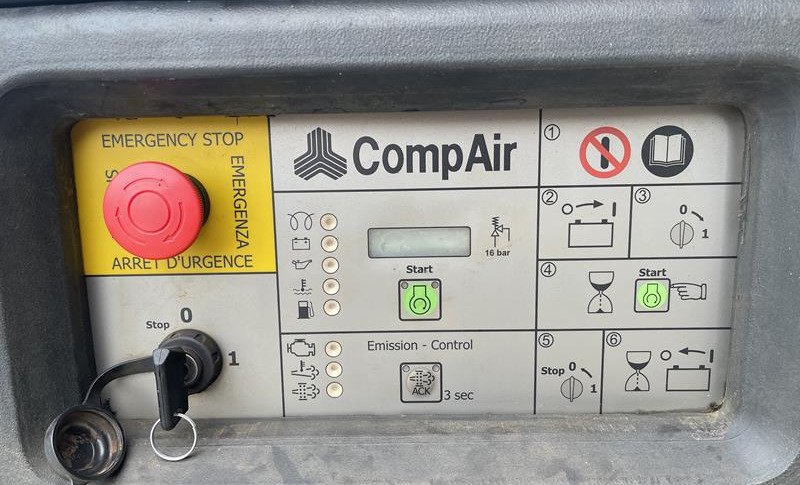 EMERGENCY STOP
EMERGENZA
ARRET D'URGENCE
CompAir
16 bar
Start
Stop
0
1
Emission - Control
ACK
3 sec
1
2
3
0
1
4
Start
5
Stop 0
1
6